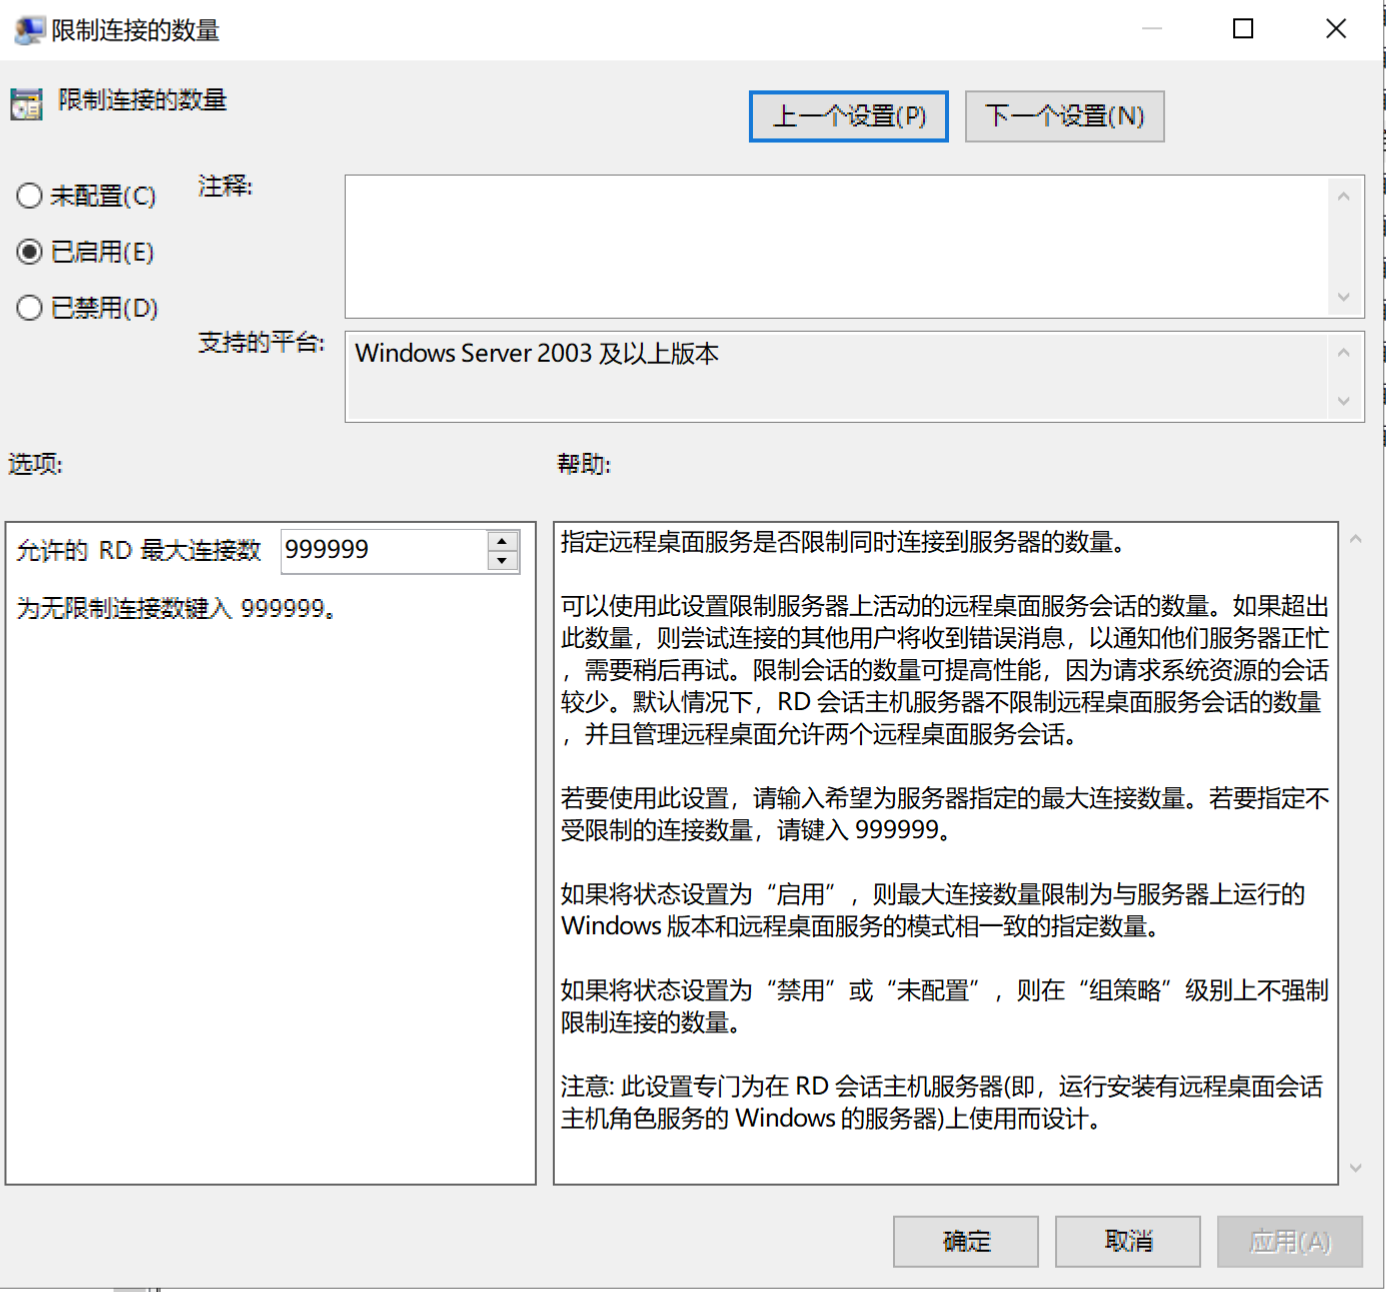 限制连接的数量
限制连接的数量
上一个设置(P)
下一个设置(N)
未配置(C)
注释:
已启用(E)
已禁用(D)
支持的平台:
Windows Server 2003 及以上版本
选项:
帮助:
允许的 RD 最大连接数
999999
为无限制连接数键入 999999。
指定远程桌面服务是否限制同时连接到服务器的数量。
可以使用此设置限制服务器上活动的远程桌面服务会话的数量。如果超出
此数量，则尝试连接的其他用户将收到错误消息，以通知他们服务器正忙
，需要稍后再试。限制会话的数量可提高性能，因为请求系统资源的会话
较少。默认情况下，RD 会话主机服务器不限制远程桌面服务会话的数量
，并且管理远程桌面允许两个远程桌面服务会话。
若要使用此设置，请输入希望为服务器指定的最大连接数量。若要指定不
受限制的连接数量，请键入 999999。
如果将状态设置为“启用”，则最大连接数量限制为与服务器上运行的
Windows 版本和远程桌面服务的模式相一致的指定数量。
如果将状态设置为“禁用”或“未配置”，则在“组策略”级别上不强制
限制连接的数量。
注意: 此设置专门为在 RD 会话主机服务器(即，运行安装有远程桌面会话
主机角色服务的 Windows 的服务器)上使用而设计。
确定
取消
应用(A)